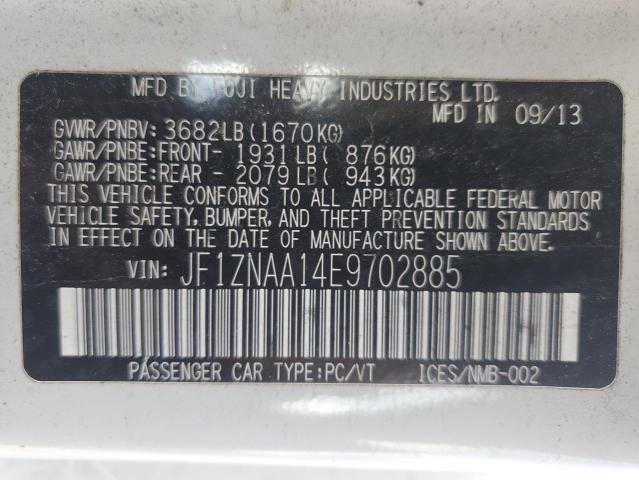 MFD BY FUJI HEAVY INDUSTRIES LTD.
MFD IN 09/13
GVWR/PNBV: 3682LB(1670KG)
GAWR/PNBE:FRONT- 1931LB( 876KG)
GAWR/PNBE:REAR - 2079LB( 943KG)
THIS VEHICLE CONFORMS TO ALL APPLICABLE FEDERAL MOTOR
VEHICLE SAFETY, BUMPER, AND THEFT PREVENTION STANDARDS
IN EFFECT ON THE DATE OF MANUFACTURE SHOWN ABOVE.
VIN: JF1ZNAA14E9702885
PASSENGER CAR TYPE:PC/VT ICES/NMB-002